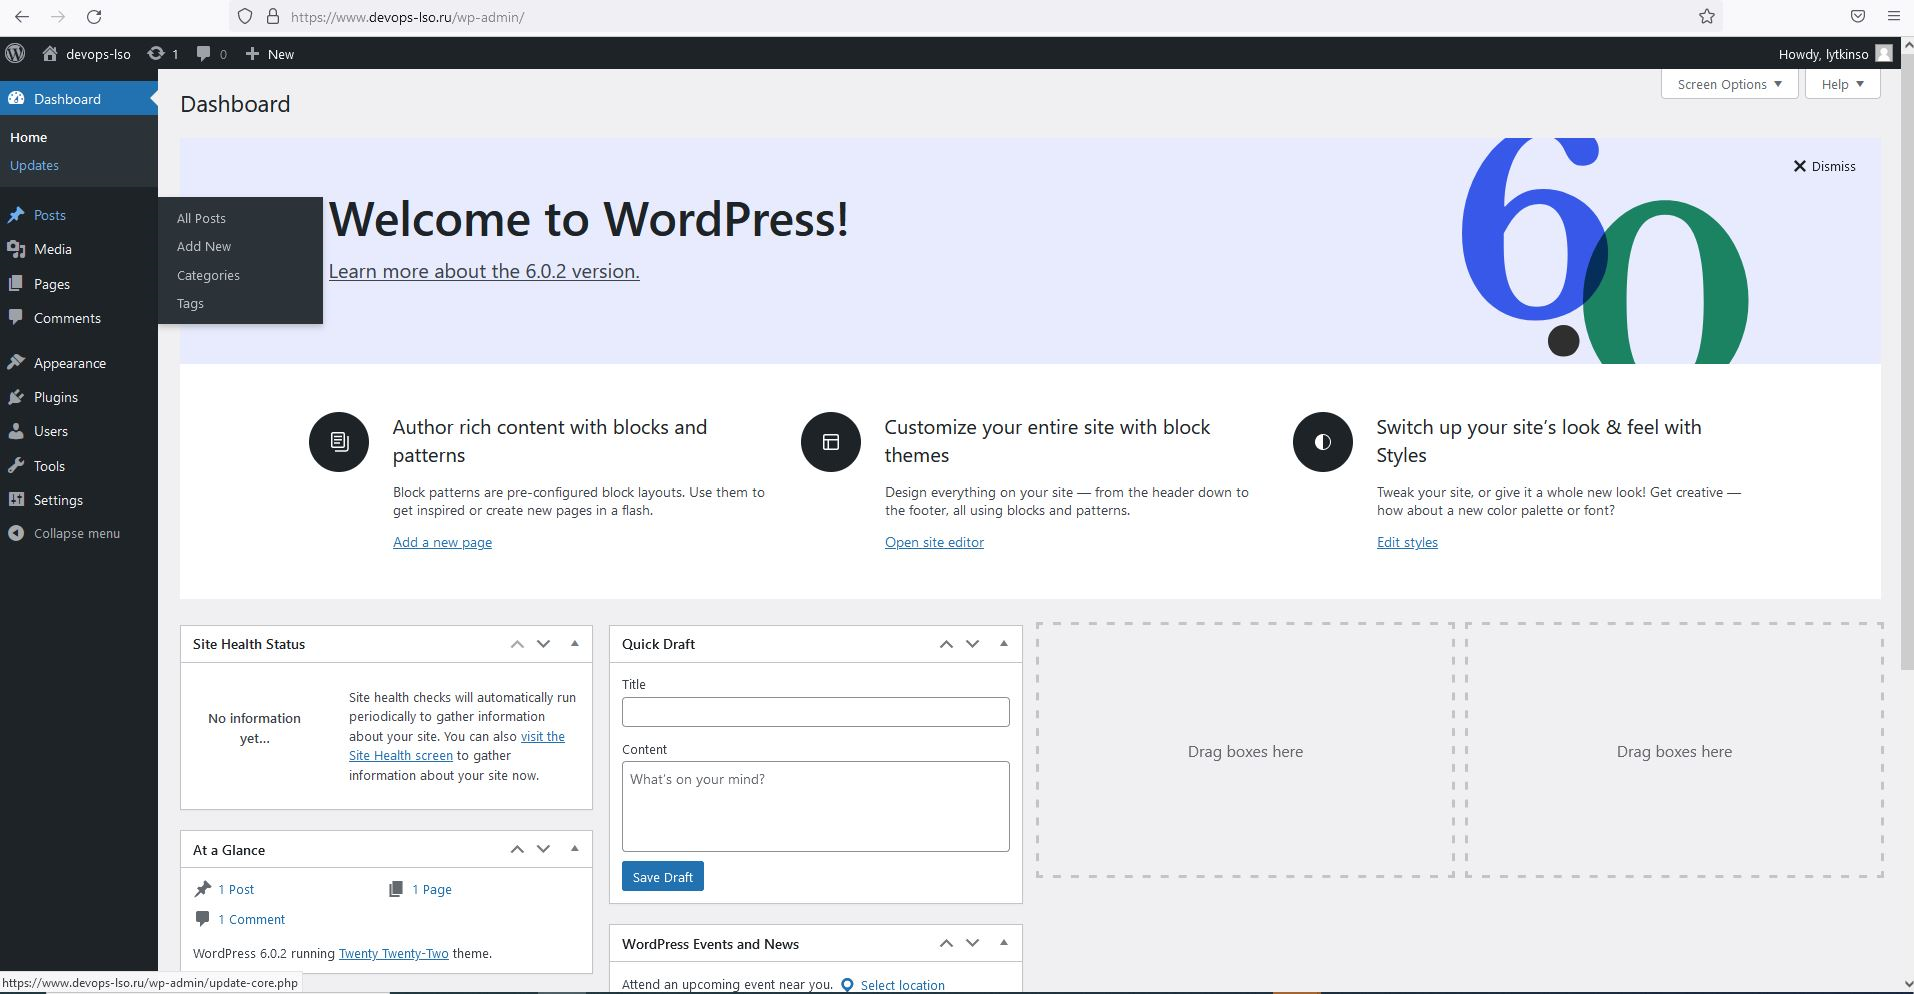 https://www.devops-lso.ru/wp-admin/
devops-lso
1
0
New
Howdy, lytkinso
Dashboard
Home
Updates
Posts
Media
Pages
Comments
Appearance
Plugins
Users
Tools
Settings
Collapse menu
All Posts
Add New
Categories
Tags
Dashboard
Screen Options
Help
Dismiss
Welcome to WordPress!
Learn more about the 6.0.2 version.
6.0
Author rich content with blocks and
patterns
Block patterns are pre-configured block layouts. Use them to
get inspired or create new pages in a flash.
Add a new page
Customize your entire site with block
themes
Design everything on your site — from the header down to
the footer, all using blocks and patterns.
Open site editor
Switch up your site’s look & feel with
Styles
Tweak your site, or give it a whole new look! Get creative —
how about a new color palette or font?
Edit styles
Site Health Status
No information
yet…
Site health checks will automatically run
periodically to gather information
about your site. You can also visit the
Site Health screen to gather
information about your site now.
At a Glance
1 Post
1 Page
1 Comment
WordPress 6.0.2 running Twenty Twenty-Two theme.
Quick Draft
Title
Content
What’s on your mind?
Save Draft
WordPress Events and News
Attend an upcoming event near you.
Select location
Drag boxes here
Drag boxes here
https://www.devops-lso.ru/wp-admin/update-core.php